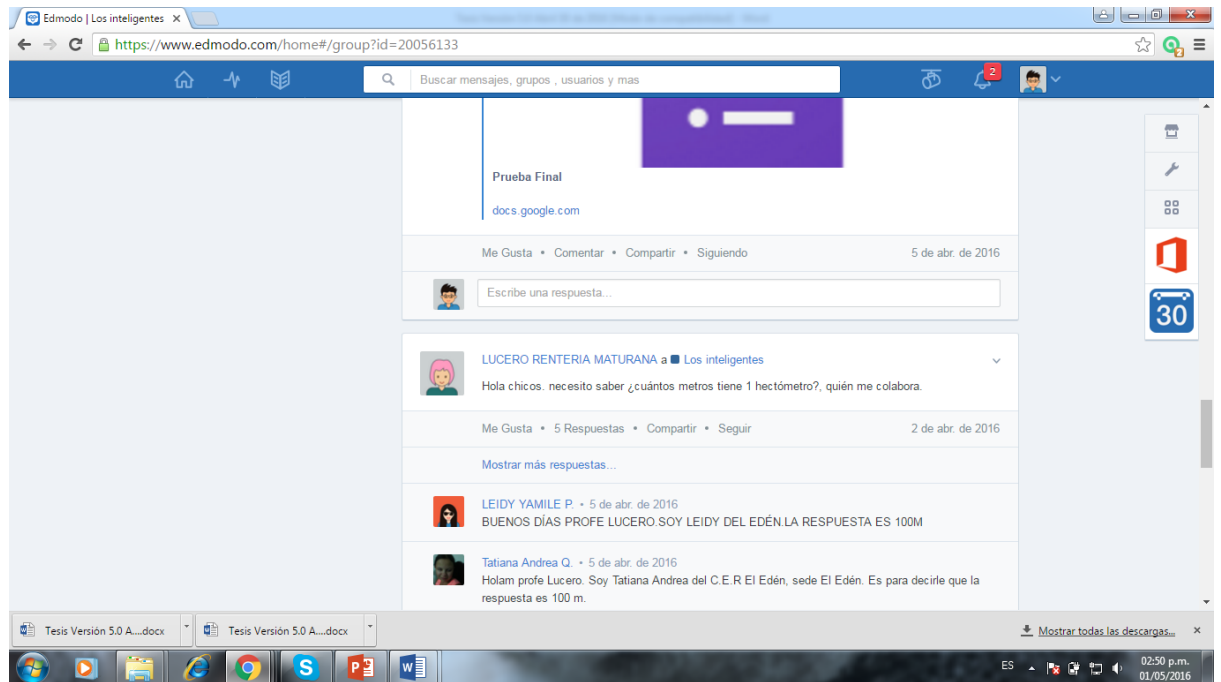 Edmodo | Los inteligentes
https://www.edmodo.com/home#/group?id=20056133
Buscar mensajes, grupos , usuarios y mas
2
2
Prueba Final
docs.google.com
Me Gusta • Comentar • Compartir • Siguiendo 5 de abr. de 2016
30
Escribe una respuesta...
LUCERO RENTERIA MATURANA a Los inteligentes
Hola chicos. necesito saber ¿cuántos metros tiene 1 hectómetro?, quién me colabora.
Me Gusta • 5 Respuestas • Compartir • Seguir 2 de abr. de 2016
Mostrar más respuestas...
LEIDY YAMILE P. • 5 de abr. de 2016
BUENOS DÍAS PROFE LUCERO.SOY LEIDY DEL EDÉN.LA RESPUESTA ES 100M
Tatiana Andrea Q. • 5 de abr. de 2016
Holam profe Lucero. Soy Tatiana Andrea del C.E.R El Edén, sede El Edén. Es para decirle que la
respuesta es 100 m.
Tesis Versión 5.0 A....docx Tesis Versión 5.0 A....docx Mostrar todas las descargas...
ES 02:50 p.m.
01/05/2016